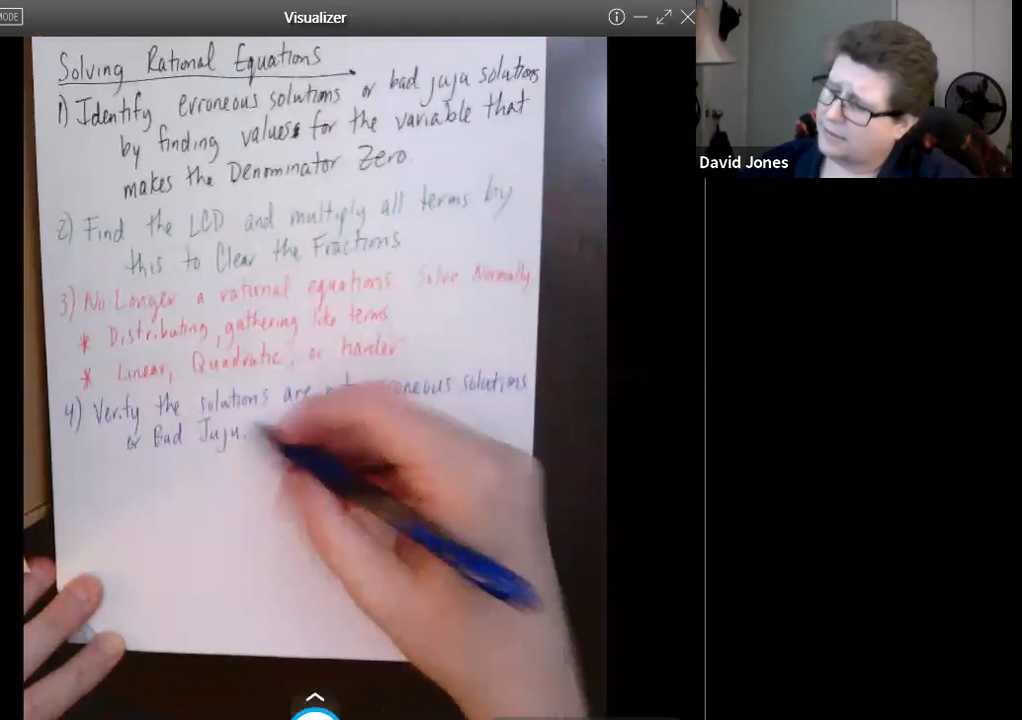 MODE
Visualizer
David Jones
Solving Rational Equations
1) Identify erroneous solutions or bad juju solutions
by finding values for the variable that
makes the Denominator Zero.
2) Find the LCD and multiply all terms by
this to Clear the Fractions
3) No Longer a rational equations Solve Normally
* Distributing, gathering like terms
* Linear, Quadratic, or harder
4) Verify the solutions are solutions
or Bad Juju.